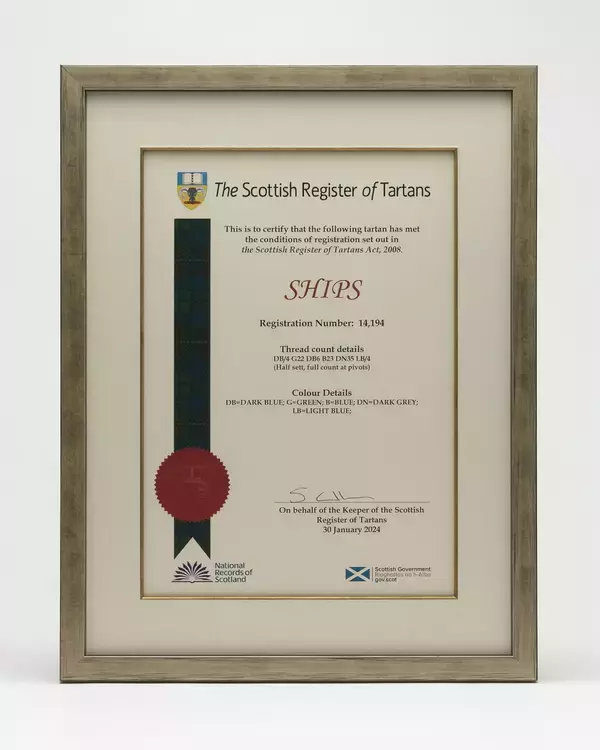 The Scottish Register of Tartans
This is to certify that the following tartan has met
the conditions of registration set out in
the Scottish Register of Tartans Act, 2008.
SHIPS
Registration Number: 14,194
Thread count details
DB/4 G22 DB6 B23 DN35 LB/4
(Half sett, full count at pivots)
Colour Details
DB=DARK BLUE; G=GREEN; B=BLUE; DN=DARK GREY;
LB=LIGHT BLUE;
On behalf of the Keeper of the Scottish
Register of Tartans
30 January 2024
National
Records of
Scotland
Scottish Government
Riaghaltas na h-Alba
gov.scot